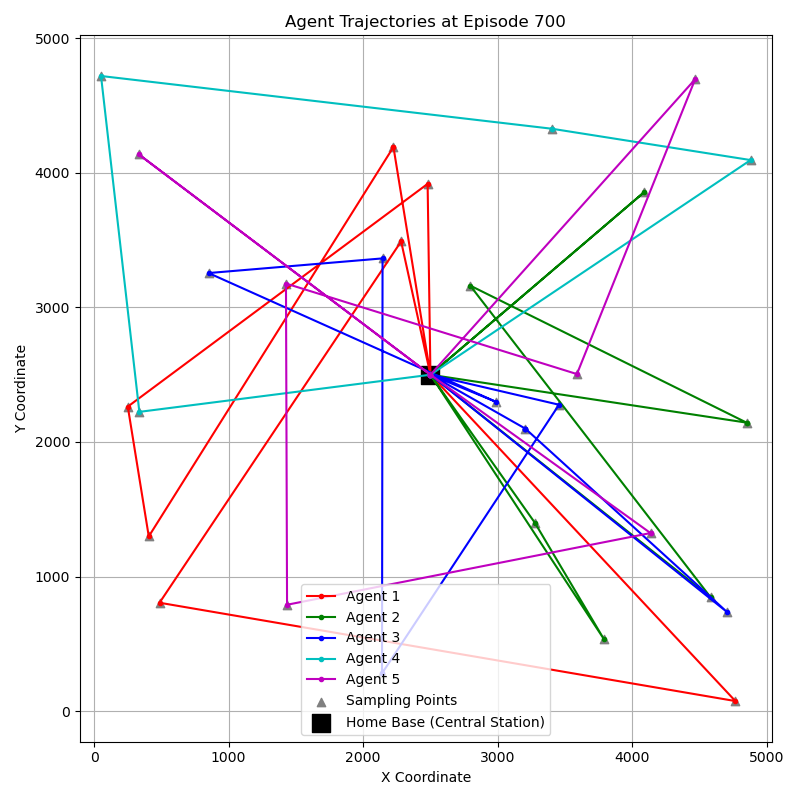 Agent Trajectories at Episode 700
5000
4000
3000
2000
1000
0
Y Coordinate
Agent 1
Agent 2
Agent 3
Agent 4
Agent 5
Sampling Points
Home Base (Central Station)
0 1000 2000 3000 4000 5000
X Coordinate